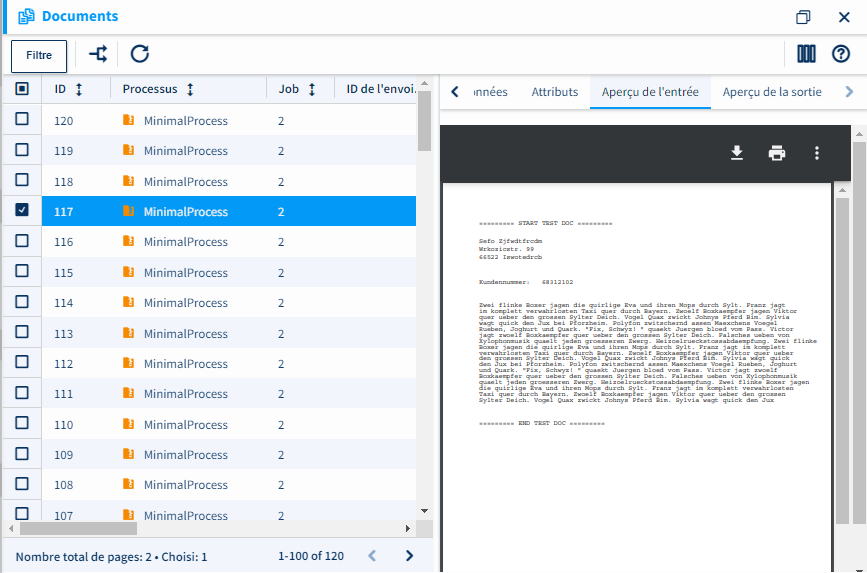 Documents
Filtre
ID Processus Job ID de l'envoi.
120 MinimalProcess 2
119 MinimalProcess 2
118 MinimalProcess 2
117 MinimalProcess 2
116 MinimalProcess 2
115 MinimalProcess 2
114 MinimalProcess 2
113 MinimalProcess 2
112 MinimalProcess 2
111 MinimalProcess 2
110 MinimalProcess 2
109 MinimalProcess 2
108 MinimalProcess 2
107 MinimalProcess 2
Nombre total de pages: 2 • Choisi: 1 1-100 of 120
onnées Attributs Aperçu de l'entrée Aperçu de la sortie
========= START TEST DOC =========
Sefo Zjfwdtfrcdm
Wrkozicstr. 99
66522 Iswotedrcb
Kundennummer: 68312102
Zwei flinke Boxer jagen die quirlige Eva und ihren Mops durch Sylt. Franz jagt
im komplett verwahrlosten Taxi quer durch Bayern. Zwoelf Boxkaempfer jagen Viktor
quer ueber den grossen Sylter Deich. Vogel Quax zwickt Johnys Pferd Bim. Sylvia
wagt quick den Jux bei Pforzheim. Polyfon zwitschernd assen Maexchens Voegel
Rueben, Joghurt und Quark. "Fix, Schwyz! " quaekt Juergen bloed vom Pass. Victor
jagt zwoelf Boxkaempfer quer ueber den grossen Sylter Deich. Falsches ueben von
Xylophonmusik quaelt jeden groesseren Zwerg. Heizoelrueckstossabdaempfung. Zwei flinke
Boxer jagen die quirlige Eva und ihren Mops durch Sylt. Franz jagt im komplett
verwahrlosten Taxi quer durch Bayern. Zwoelf Boxkaempfer jagen Viktor quer ueber
den grossen Sylter Deich. Vogel Quax zwickt Johnys Pferd Bim. Sylvia wagt quick
den Jux bei Pforzheim. Polyfon zwitschernd assen Maexchens Voegel Rueben, Joghurt
und Quark. "Fix, Schwyz! " quaekt Juergen bloed vom Pass. Victor jagt zwoelf
Boxkaempfer quer ueber den grossen Sylter Deich. Falsches ueben von Xylophonmusik
quaelt jeden groesseren Zwerg. Heizoelrueckstossabdaempfung. Zwei flinke Boxer jagen
die quirlige Eva und ihren Mops durch Sylt. Franz jagt im komplett verwahrlosten
Taxi quer durch Bayern. Zwoelf Boxkaempfer jagen Viktor quer ueber den grossen
Sylter Deich. Vogel Quax zwickt Johnys Pferd Bim. Sylvia wagt quick den Jux
========= END TEST DOC =========